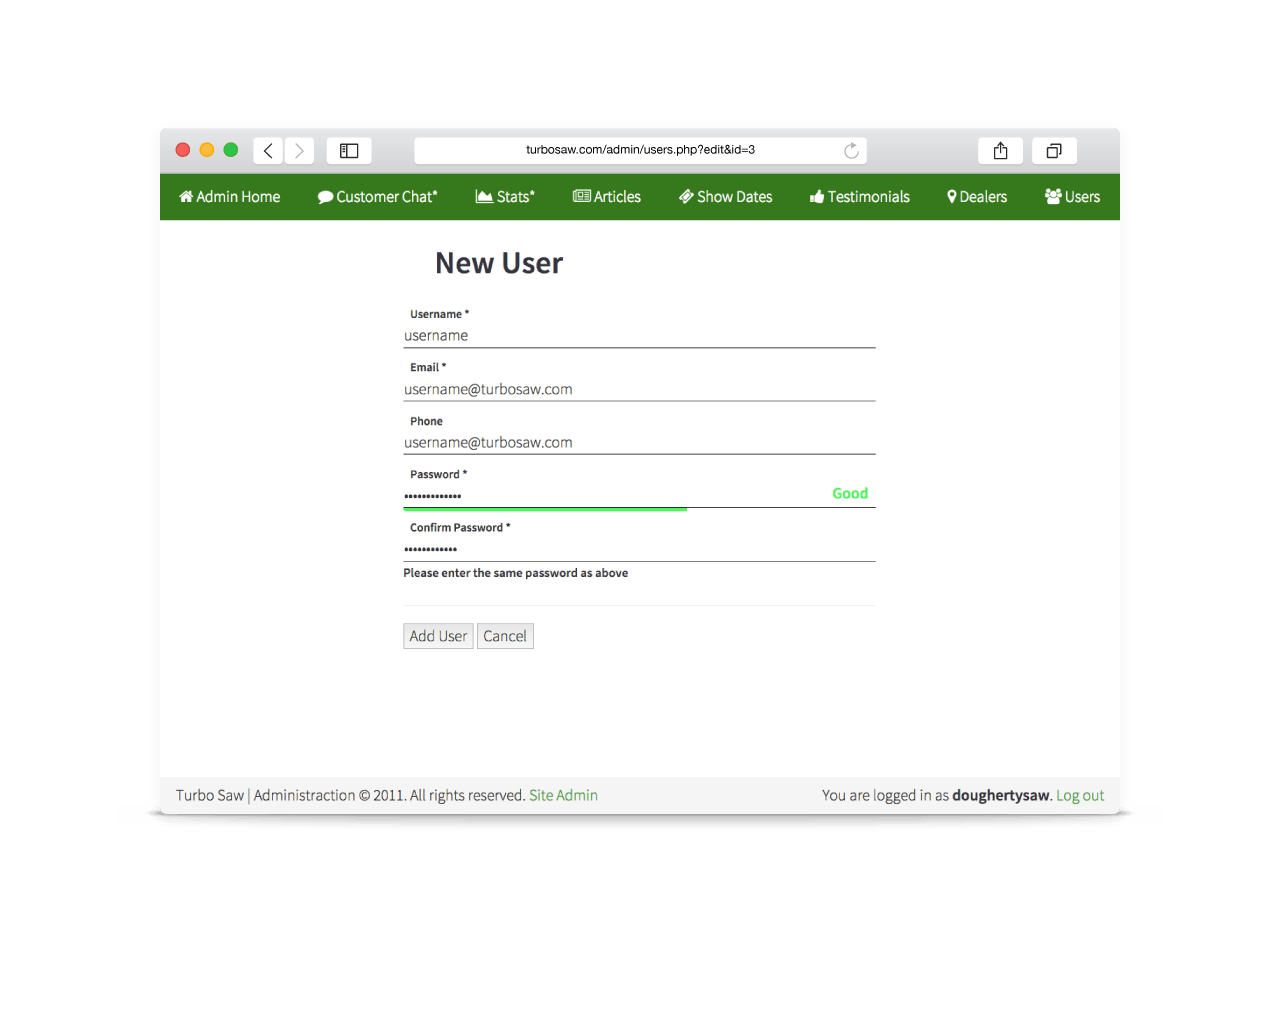 turbosaw.com/admin/users.php?edit&id=3
Admin Home Customer Chat* Stats* Articles Show Dates Testimonials Dealers Users
New User
Username *
username
Email *
username@turbosaw.com
Phone
username@turbosaw.com
Password *
••••••••••••• Good
Confirm Password *
••••••••••••
Please enter the same password as above
Add User Cancel
Turbo Saw | Administraction © 2011. All rights reserved. Site Admin You are logged in as doughertysaw. Log out